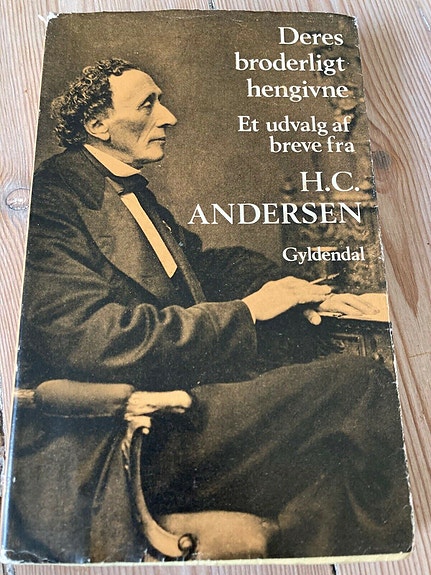 Deres
broderligt
hengivne
Et udvalg af
breve fra
H.C.
ANDERSEN
Gyldendal